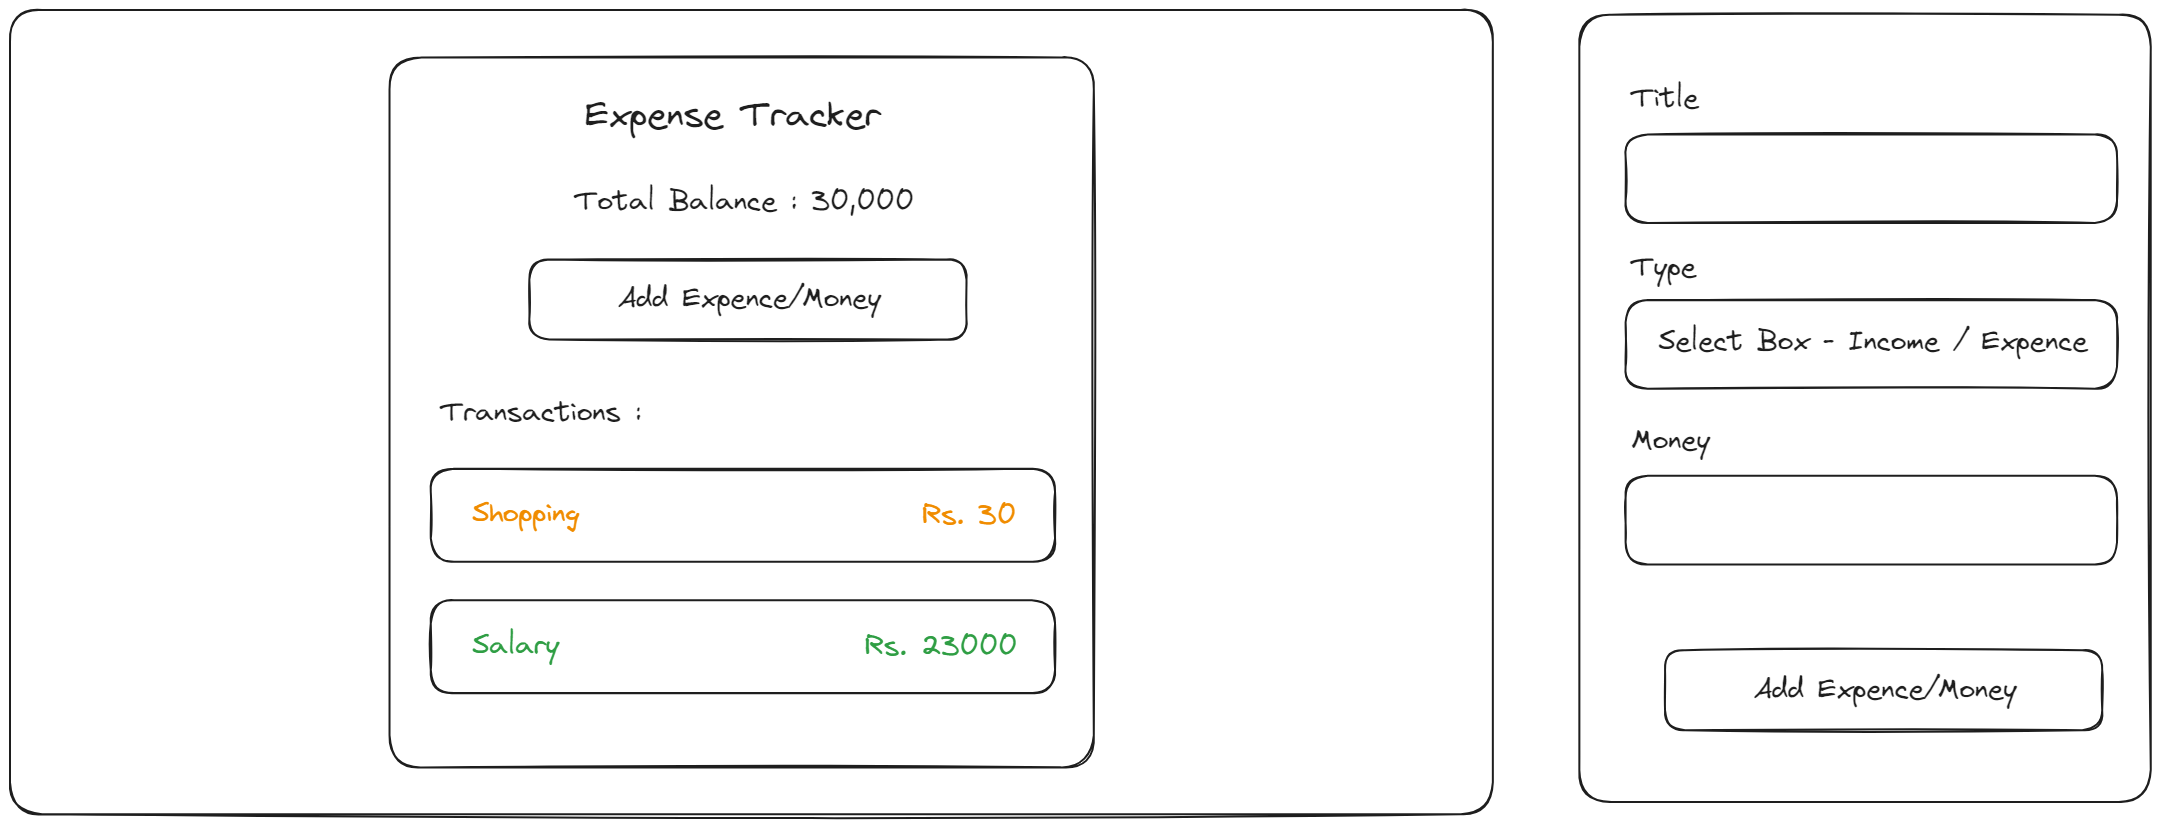 Expense Tracker
Total Balance : 30,000
Add Expence/Money
Transactions :
Shopping Rs. 30
Salary Rs. 23000
Title
Type
Select Box - Income / Expence
Money
Add Expence/Money